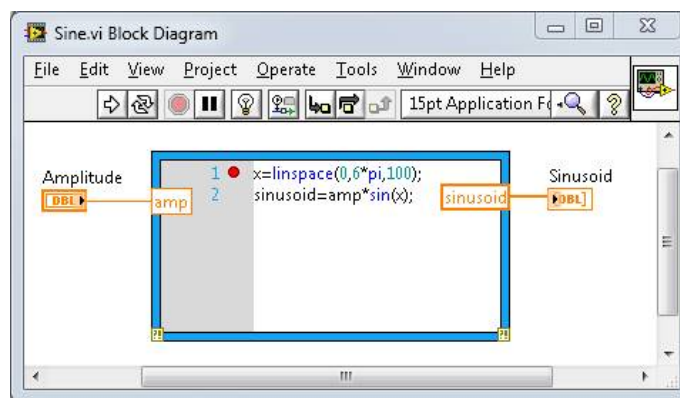 Sine.vi Block Diagram
File Edit View Project Operate Tools Window Help
15pt Application Fo
Amplitude
DBL
amp
1 x=linspace(0,6*pi,100);
2 sinusoid=amp*sin(x);
sinusoid
Sinusoid
DBL]